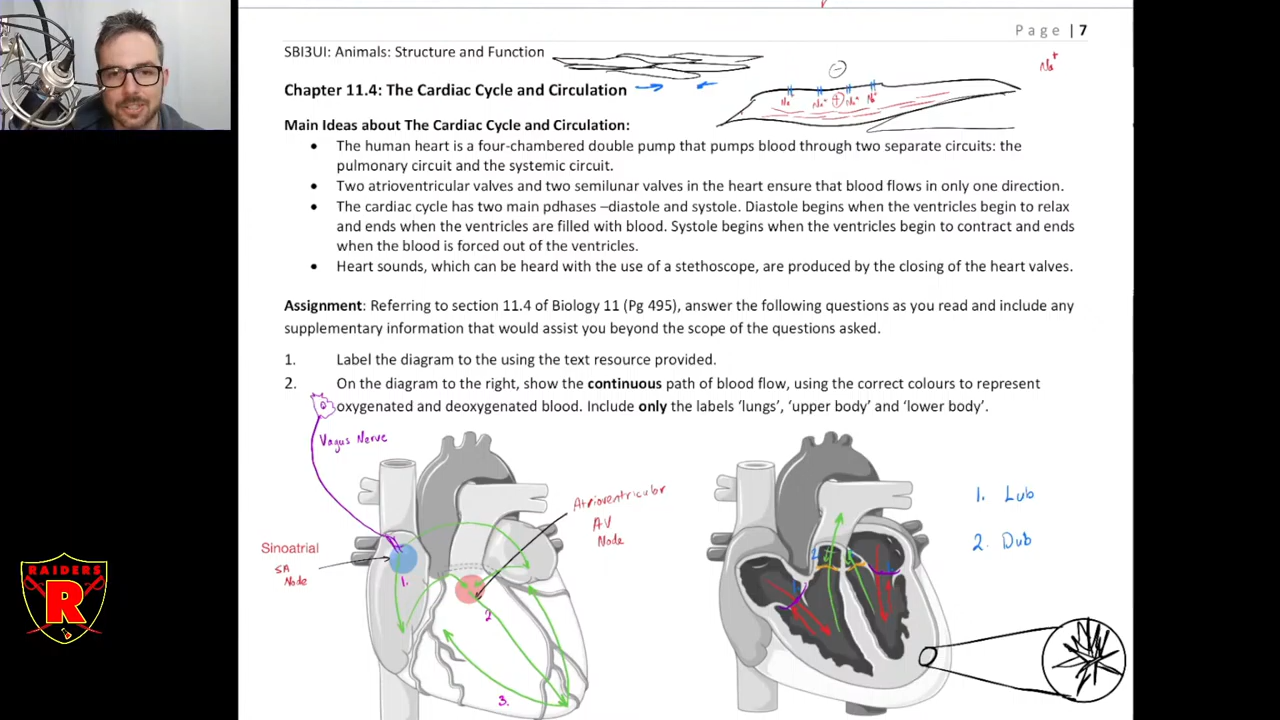 Page | 7
SBI3UI: Animals: Structure and Function
Na+
Chapter 11.4: The Cardiac Cycle and Circulation
Na+ Na+ + Na+ Na+
Main Ideas about The Cardiac Cycle and Circulation:
• The human heart is a four-chambered double pump that pumps blood through two separate circuits: the
pulmonary circuit and the systemic circuit.
• Two atrioventricular valves and two semilunar valves in the heart ensure that blood flows in only one direction.
• The cardiac cycle has two main pdhases –diastole and systole. Diastole begins when the ventricles begin to relax
and ends when the ventricles are filled with blood. Systole begins when the ventricles begin to contract and ends
when the blood is forced out of the ventricles.
• Heart sounds, which can be heard with the use of a stethoscope, are produced by the closing of the heart valves.
Assignment: Referring to section 11.4 of Biology 11 (Pg 495), answer the following questions as you read and include any
supplementary information that would assist you beyond the scope of the questions asked.
1. Label the diagram to the using the text resource provided.
2. On the diagram to the right, show the continuous path of blood flow, using the correct colours to represent
oxygenated and deoxygenated blood. Include only the labels 'lungs', 'upper body' and 'lower body'.
Vagus Nerve
Atrioventricular
AV
Node
Sinoatrial
SA
Node
1.
2
3.
1. Lub
2. Dub
RAIDERS
R